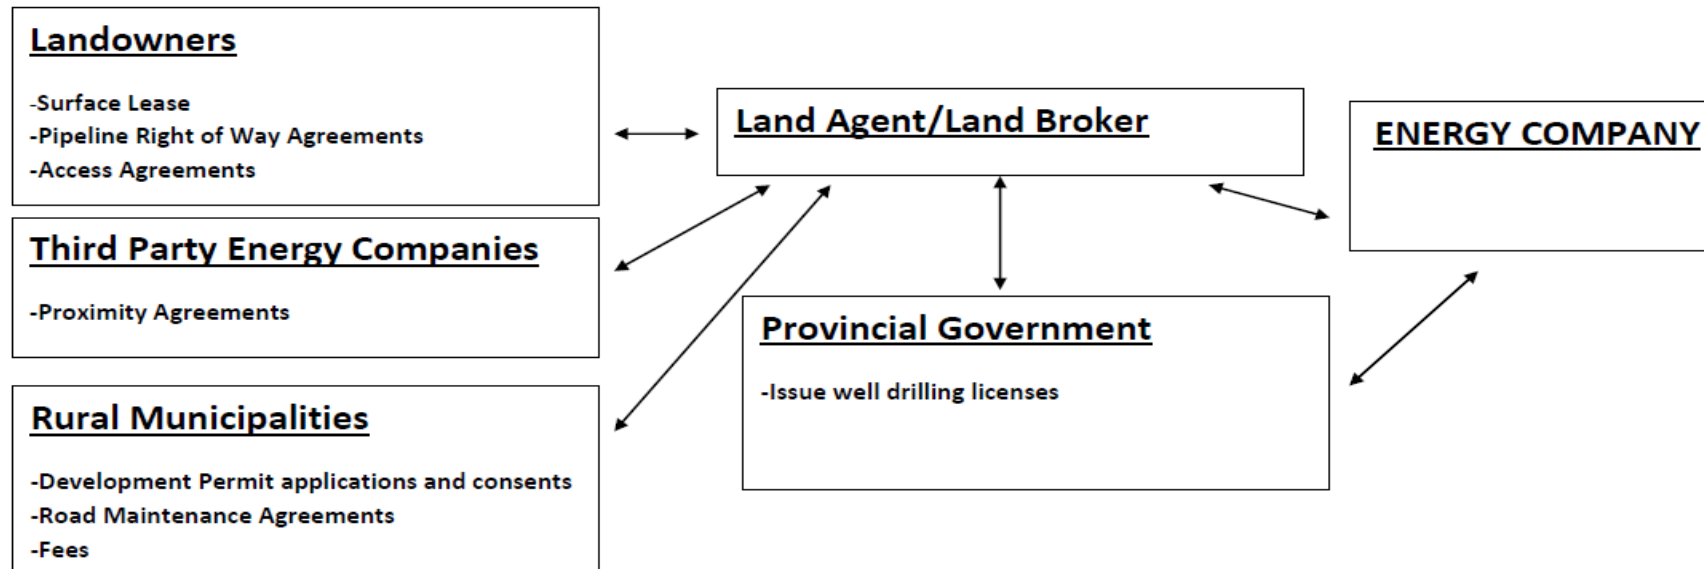 Landowners
-Surface Lease
-Pipeline Right of Way Agreements
-Access Agreements
Third Party Energy Companies
-Proximity Agreements
Rural Municipalities
-Development Permit applications and consents
-Road Maintenance Agreements
-Fees
Land Agent/Land Broker
Provincial Government
-Issue well drilling licenses
ENERGY COMPANY